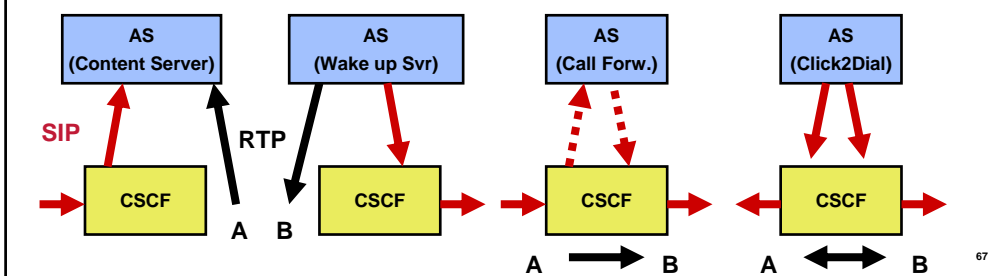 AS
(Content Server)
AS
(Wake up Svr)
AS
(Call Forw.)
AS
(Click2Dial)
SIP
RTP
CSCF
CSCF
CSCF
CSCF
A
B
A
B
A
B
67